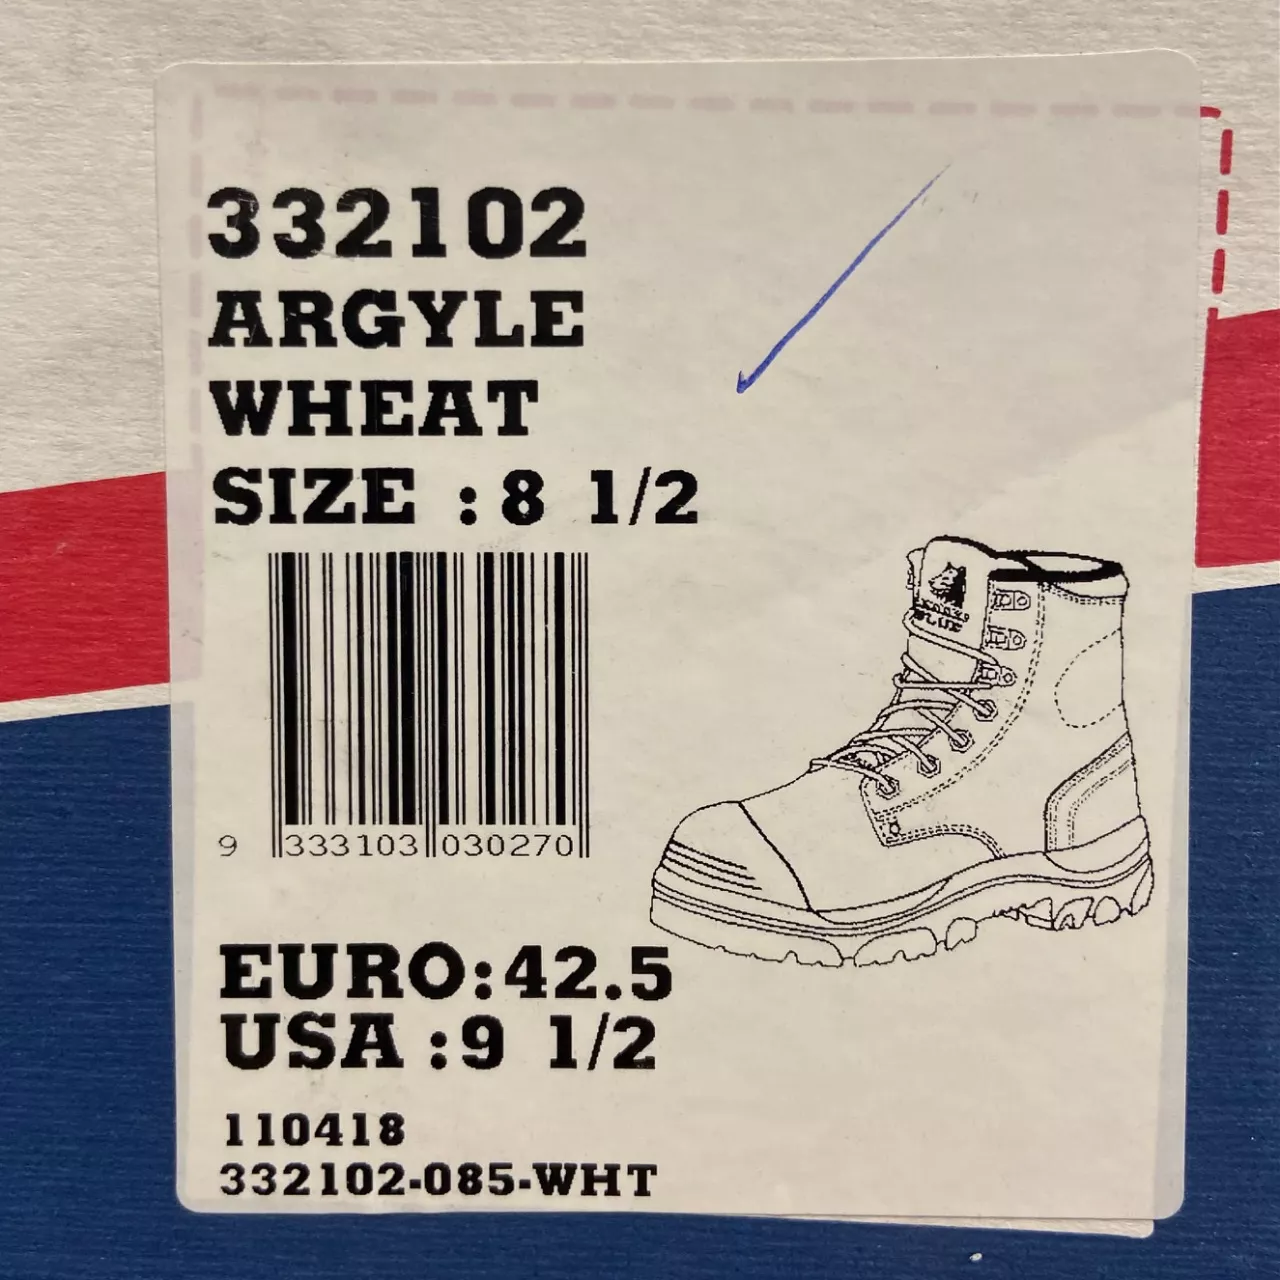 332102
ARGYLE
WHEAT
SIZE : 8 1/2
9 333103 030270
EURO:42.5
USA :9 1/2
110418
332102-085-WHT
BLUE